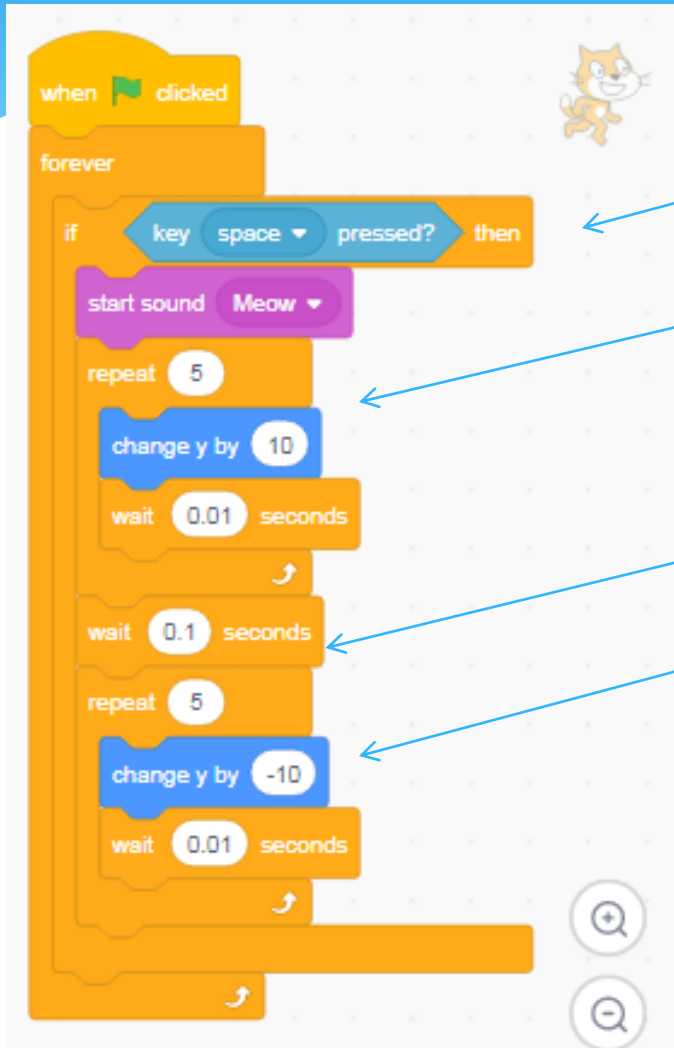 when clicked
forever
if key space pressed? then
start sound Meow
repeat 5
change y by 10
wait 0.01 seconds
wait 0.1 seconds
repeat 5
change y by -10
wait 0.01 seconds